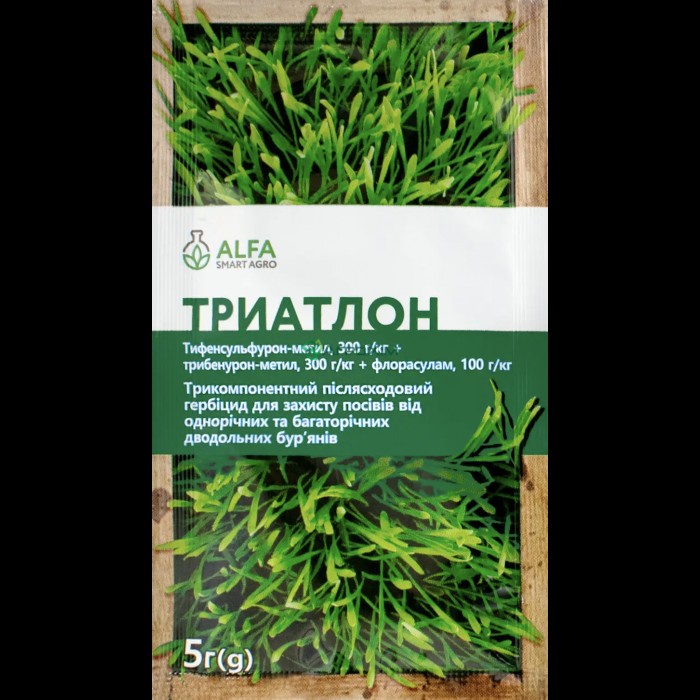 ALFA
SMART AGRO
ТРИАТЛОН
Тифенсульфурон-метил, 300 г/кг +
трибенурон-метил, 300 г/кг + флорасулам, 100 г/кг
Трикомпонентний післясходовий
гербіцид для захисту посівів від
однорічних та багаторічних
дводольних бур’янів
5г(g)